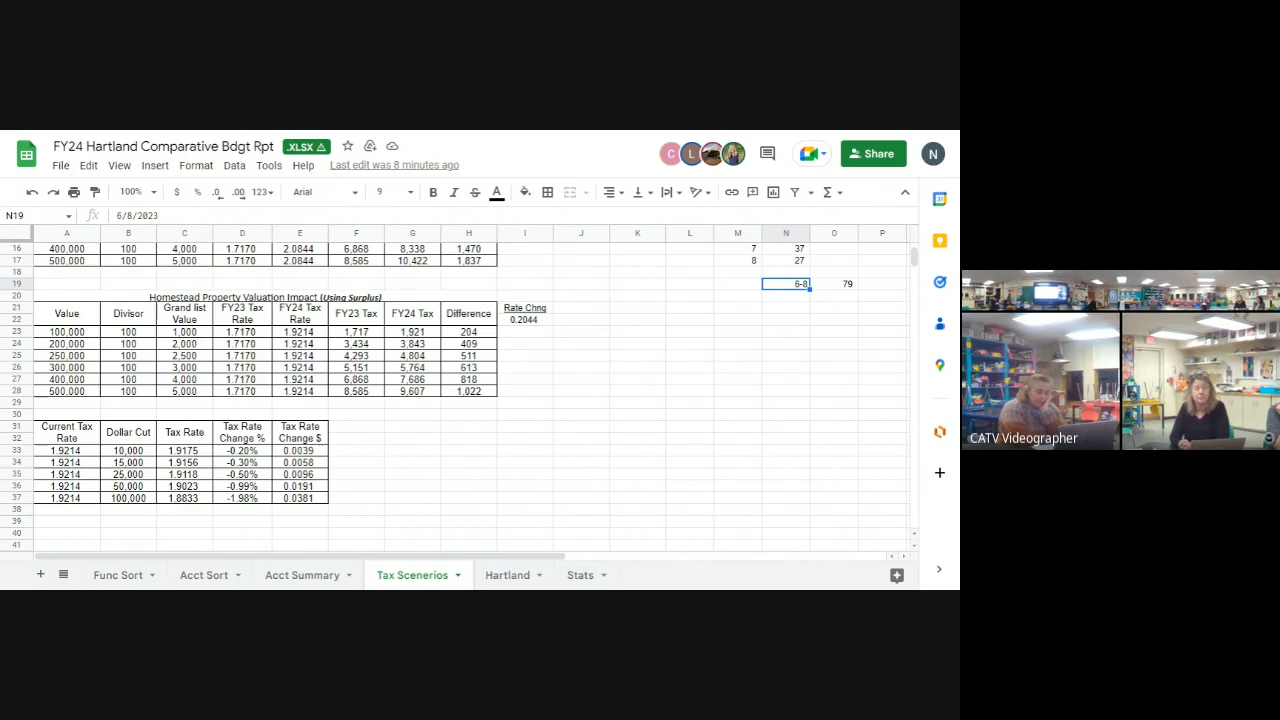 FY24 Hartland Comparative Bdgt Rpt .XLSX
File Edit View Insert Format Data Tools Help Last edit was 8 minutes ago
C L Share N
100% $ % .0 .00 123 Arial 9 B I S A
N19 fx 6/8/2023
A B C D E F G H I J K L M N O P
16 400,000 100 4,000 1.7170 2.0844 6,868 8,338 1,470 7 37
17 500,000 100 5,000 1.7170 2.0844 8,585 10,422 1,837 8 27
18
19 6-8 79
20 Homestead Property Valuation Impact (Using Surplus)
21 Value Divisor Grand list Value FY23 Tax Rate FY24 Tax Rate FY23 Tax FY24 Tax Difference Rate Chng
22 0.2044
23 100,000 100 1,000 1.7170 1.9214 1,717 1,921 204
24 200,000 100 2,000 1.7170 1.9214 3,434 3,843 409
25 250,000 100 2,500 1.7170 1.9214 4,293 4,804 511
26 300,000 100 3,000 1.7170 1.9214 5,151 5,764 613
27 400,000 100 4,000 1.7170 1.9214 6,868 7,686 818
28 500,000 100 5,000 1.7170 1.9214 8,585 9,607 1,022
29
30
31 Current Tax Rate Dollar Cut Tax Rate Tax Rate Change % Tax Rate Change $
32
33 1.9214 10,000 1.9175 -0.20% 0.0039
34 1.9214 15,000 1.9156 -0.30% 0.0058
35 1.9214 25,000 1.9118 -0.50% 0.0096
36 1.9214 50,000 1.9023 -0.99% 0.0191
37 1.9214 100,000 1.8833 -1.98% 0.0381
38
39
40
41
Func Sort Acct Sort Acct Summary Tax Scenerios Hartland Stats
CATV Videographer